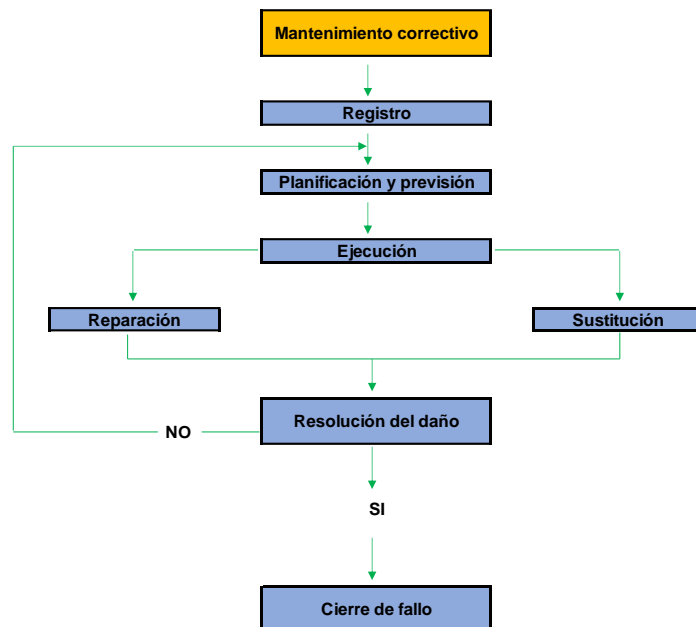 Mantenimiento correctivo
Registro
Planificación y previsión
Ejecución
Reparación
Sustitución
Resolución del daño
NO
SI
Cierre de fallo